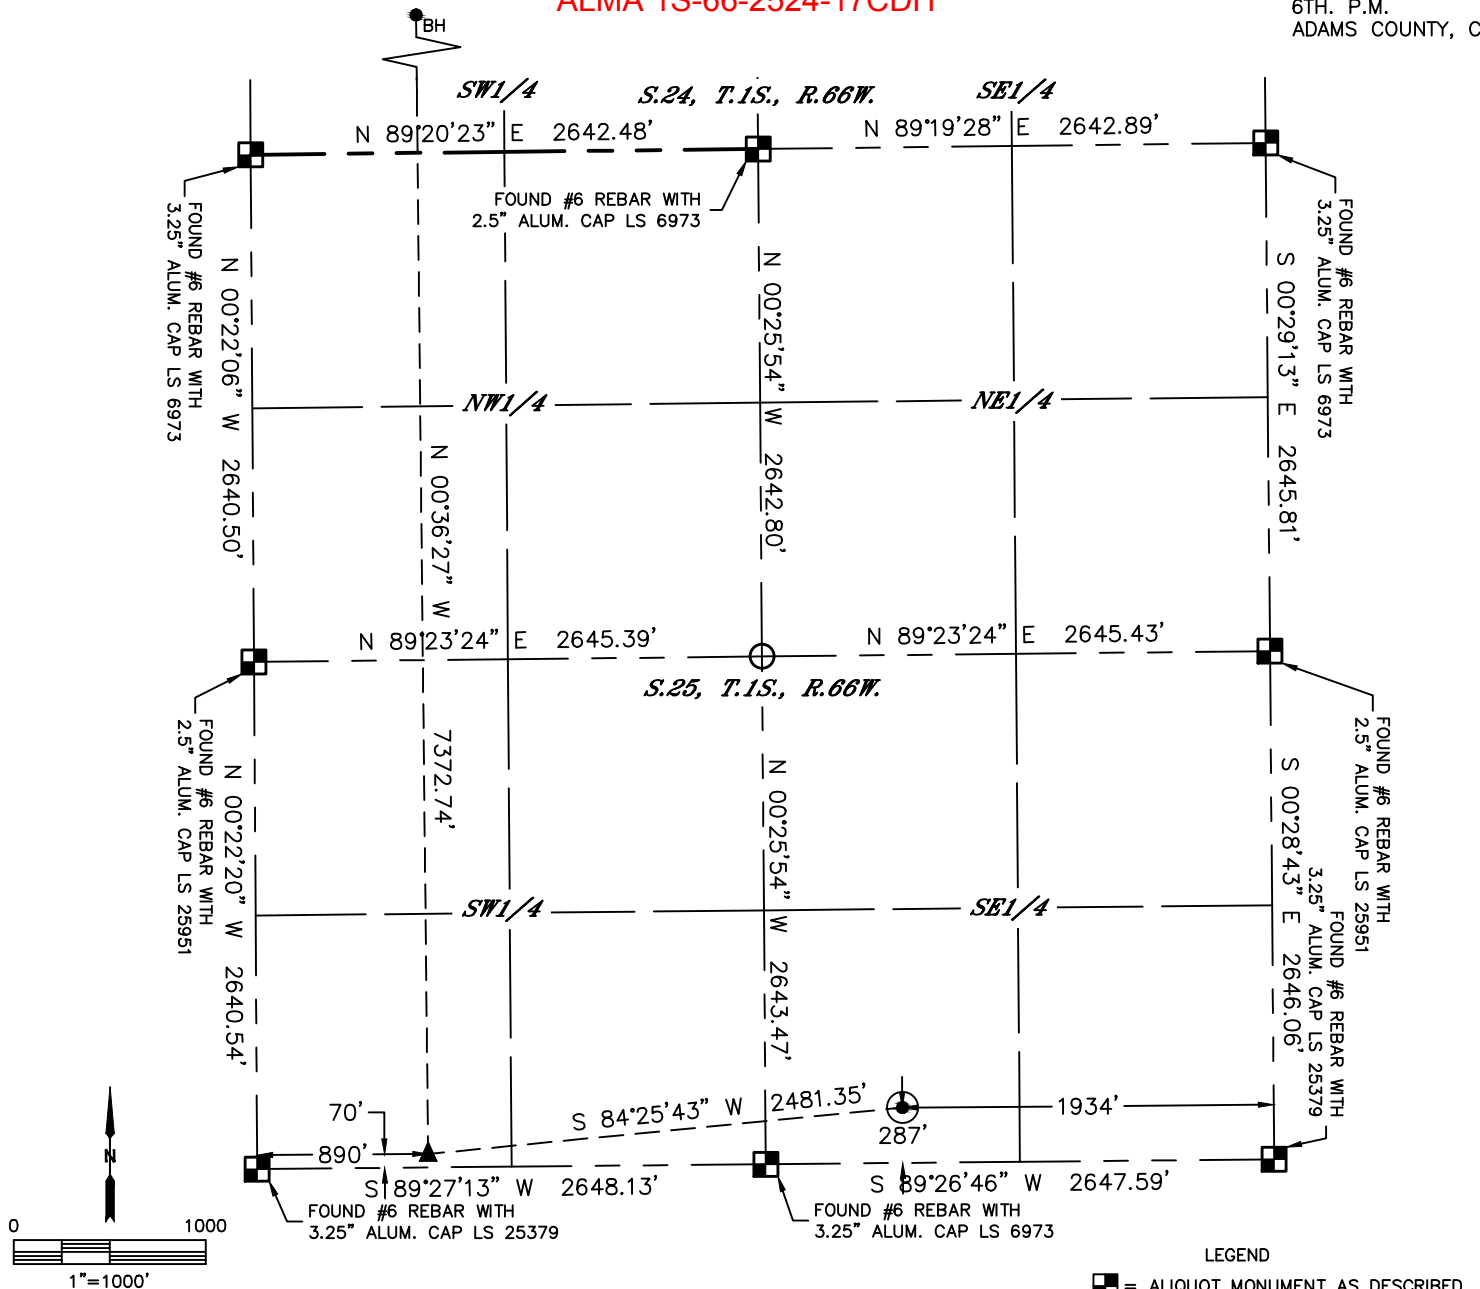 ALMA 1S-66-2524-17CDH
6TH. P.M.
ADAMS COUNTY, C
BH
SW1/4
S.24, T.1S., R.66W.
SE1/4
N 89°20'23" E 2642.48'
N 89°19'28" E 2642.89'
FOUND #6 REBAR WITH
2.5" ALUM. CAP LS 6973
FOUND #6 REBAR WITH
3.25" ALUM. CAP LS 6973
FOUND #6 REBAR WITH
3.25" ALUM. CAP LS 6973
N 00°22'06" W 2640.50'
N 00°25'54" W 2642.80'
S 00°29'13" E 2645.81'
NW1/4
NE1/4
N 00°36'27" W 7372.74'
N 89°23'24" E 2645.39'
N 89°23'24" E 2645.43'
S.25, T.1S., R.66W.
FOUND #6 REBAR WITH
2.5" ALUM. CAP LS 25951
FOUND #6 REBAR WITH
2.5" ALUM. CAP LS 25951
N 00°22'20" W 2640.54'
N 00°25'54" W 2643.47'
S 00°28'43" E 2646.06'
SW1/4
SE1/4
FOUND #6 REBAR WITH
3.25" ALUM. CAP LS 25379
70'
890'
S 84°25'43" W 2481.35'
287'
1934'
S 89°27'13" W 2648.13'
S 89°26'46" W 2647.59'
FOUND #6 REBAR WITH
3.25" ALUM. CAP LS 25379
FOUND #6 REBAR WITH
3.25" ALUM. CAP LS 6973
N
0 1000
1"=1000'
LEGEND
= ALIQUOT MONUMENT AS DESCRIBED